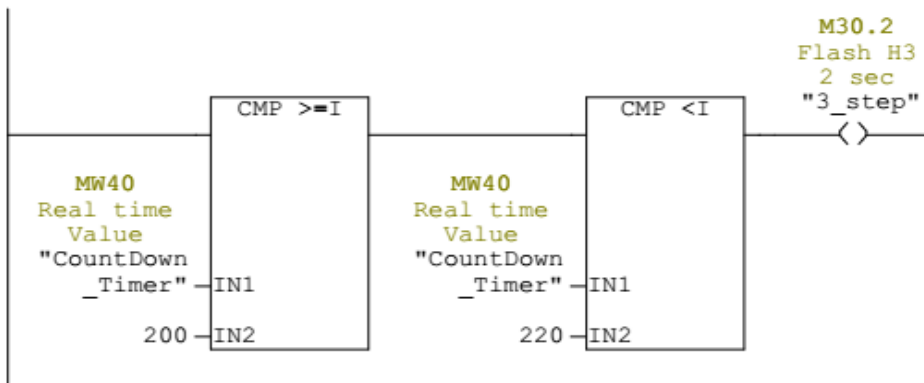 M30.2
Flash H3
2 sec
"3_step"
CMP >=I
CMP <I
MW40
Real time
Value
"CountDown
_Timer"
IN1
200
IN2
MW40
Real time
Value
"CountDown
_Timer"
IN1
220
IN2